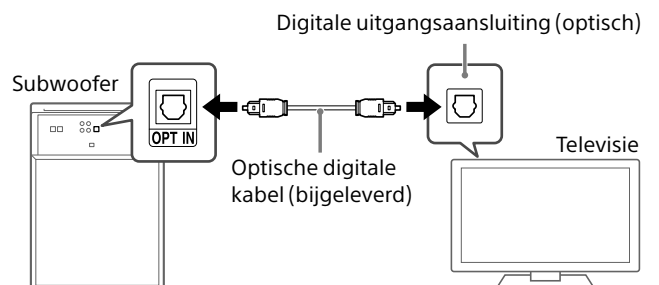 Digitale uitgangsaansluiting (optisch)
Subwoofer
OPT IN
Televisie
Optische digitale
kabel (bijgeleverd)